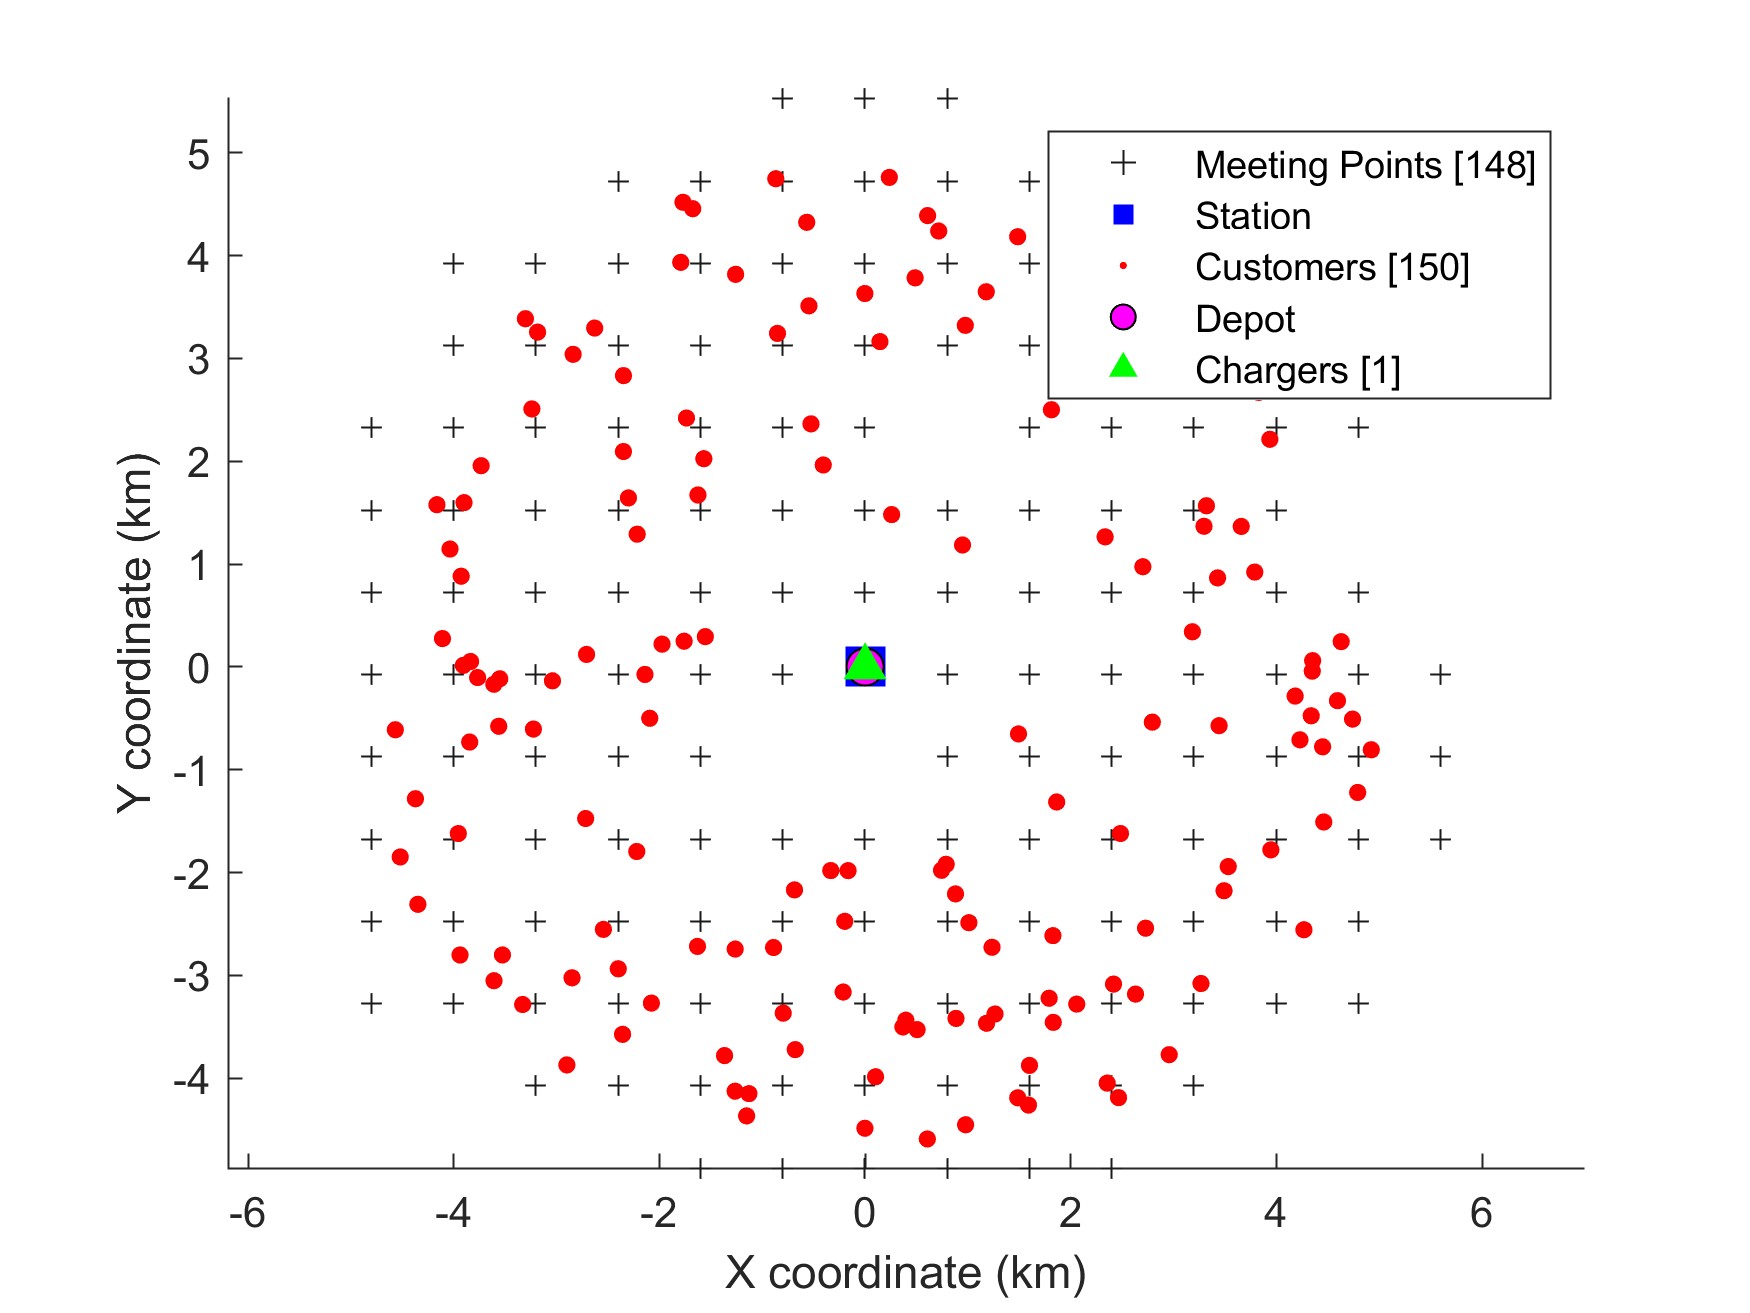 5
4
3
2
1
0
-1
-2
-3
-4
Y coordinate (km)
Meeting Points [148]
Station
Customers [150]
Depot
Chargers [1]
-6 -4 -2 0 2 4 6
X coordinate (km)